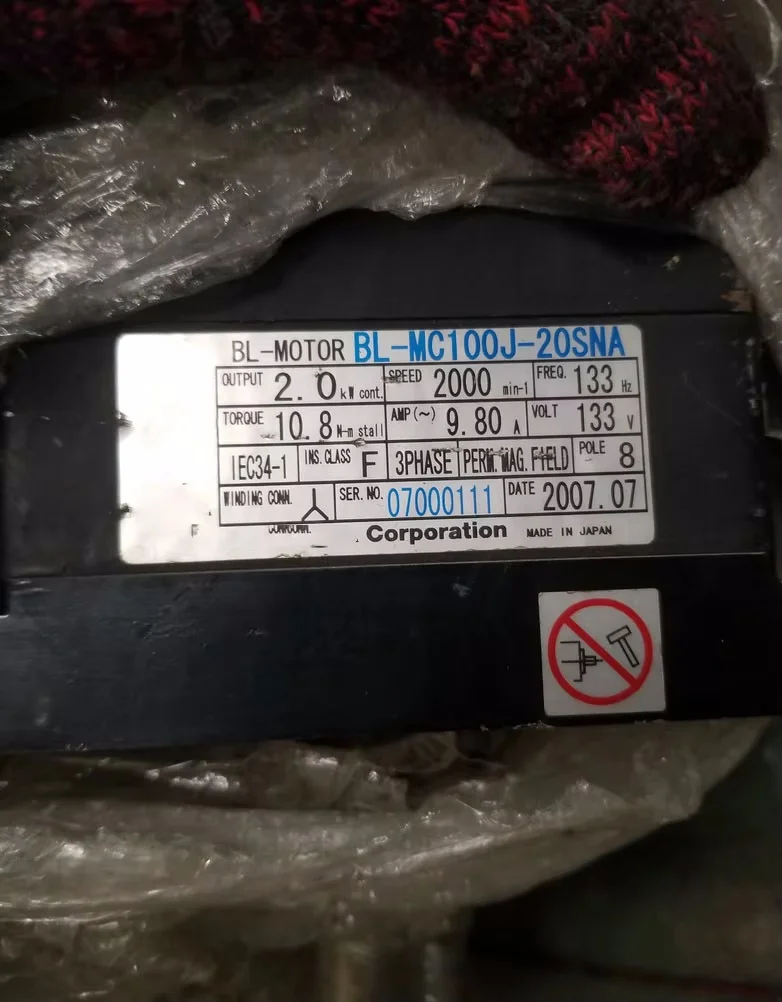 BL-MOTOR BL-MC100J-20SNA
OUTPUT 2.0 kW cont. SPEED 2000 min-1 FREQ. 133 Hz
TORQUE 10.8 N-m stall AMP(~) 9.80 A VOLT 133 V
IEC34-1 INS.CLASS F 3PHASE PERM.MAG.FIELD POLE 8
WINDING CONN. SER.NO. 07000111 DATE 2007.07
Corporation MADE IN JAPAN